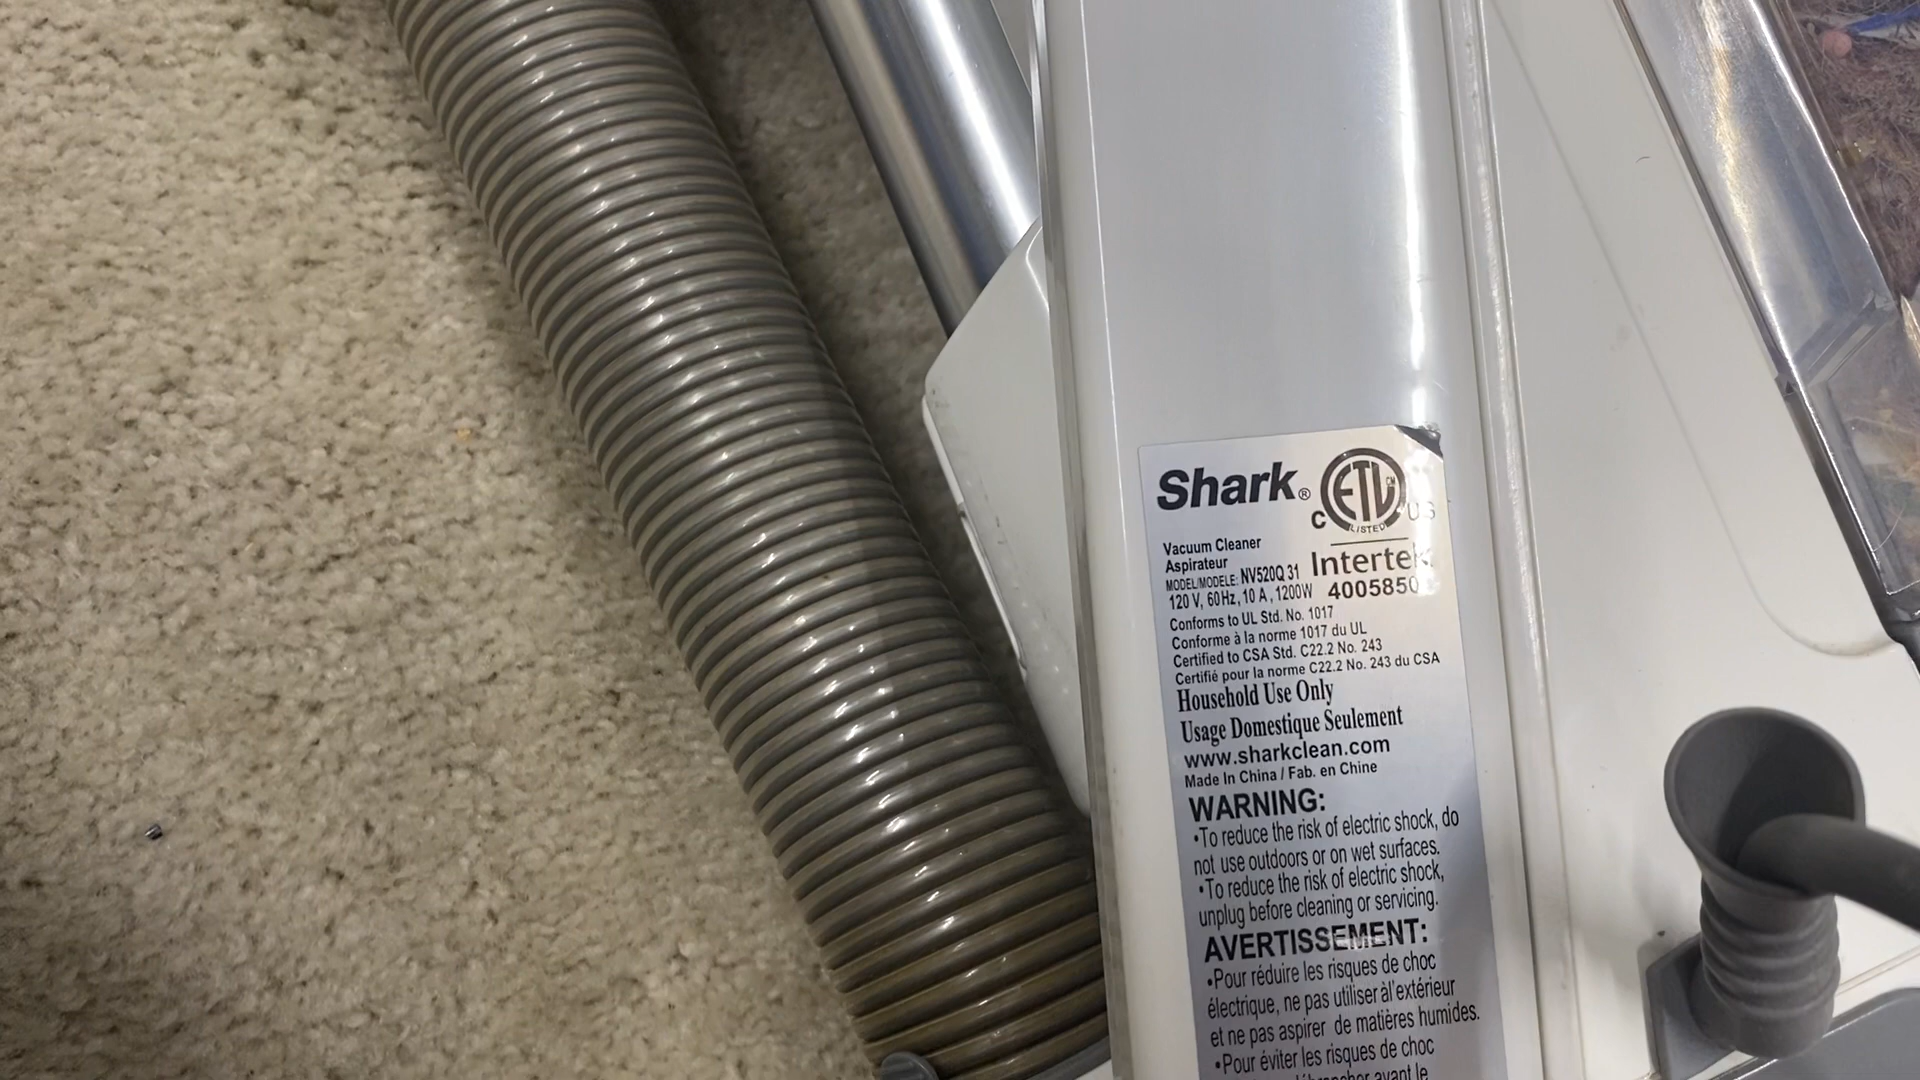 Shark®
ETL CM
LISTED
C US
Intertek
Vacuum Cleaner
Aspirateur
MODEL/MODELE: NV520Q 31
120 V, 60Hz, 10 A , 1200W
Conforms to UL Std. No. 1017
Conforme à la norme 1017 du UL
Certified to CSA Std. C22.2 No. 243
Certifié pour la norme C22.2 No. 243 du CSA
Household Use Only
Usage Domestique Seulement
www.sharkclean.com
Made In China / Fab. en Chine
WARNING:
•To reduce the risk of electric shock, do
not use outdoors or on wet surfaces.
•To reduce the risk of electric shock,
unplug before cleaning or servicing.
AVERTISSEMENT:
•Pour réduire les risques de choc
électrique, ne pas utiliser àl'extérieur
et ne pas aspirer de matières humides.
•Pour éviter les risques de choc
avant le